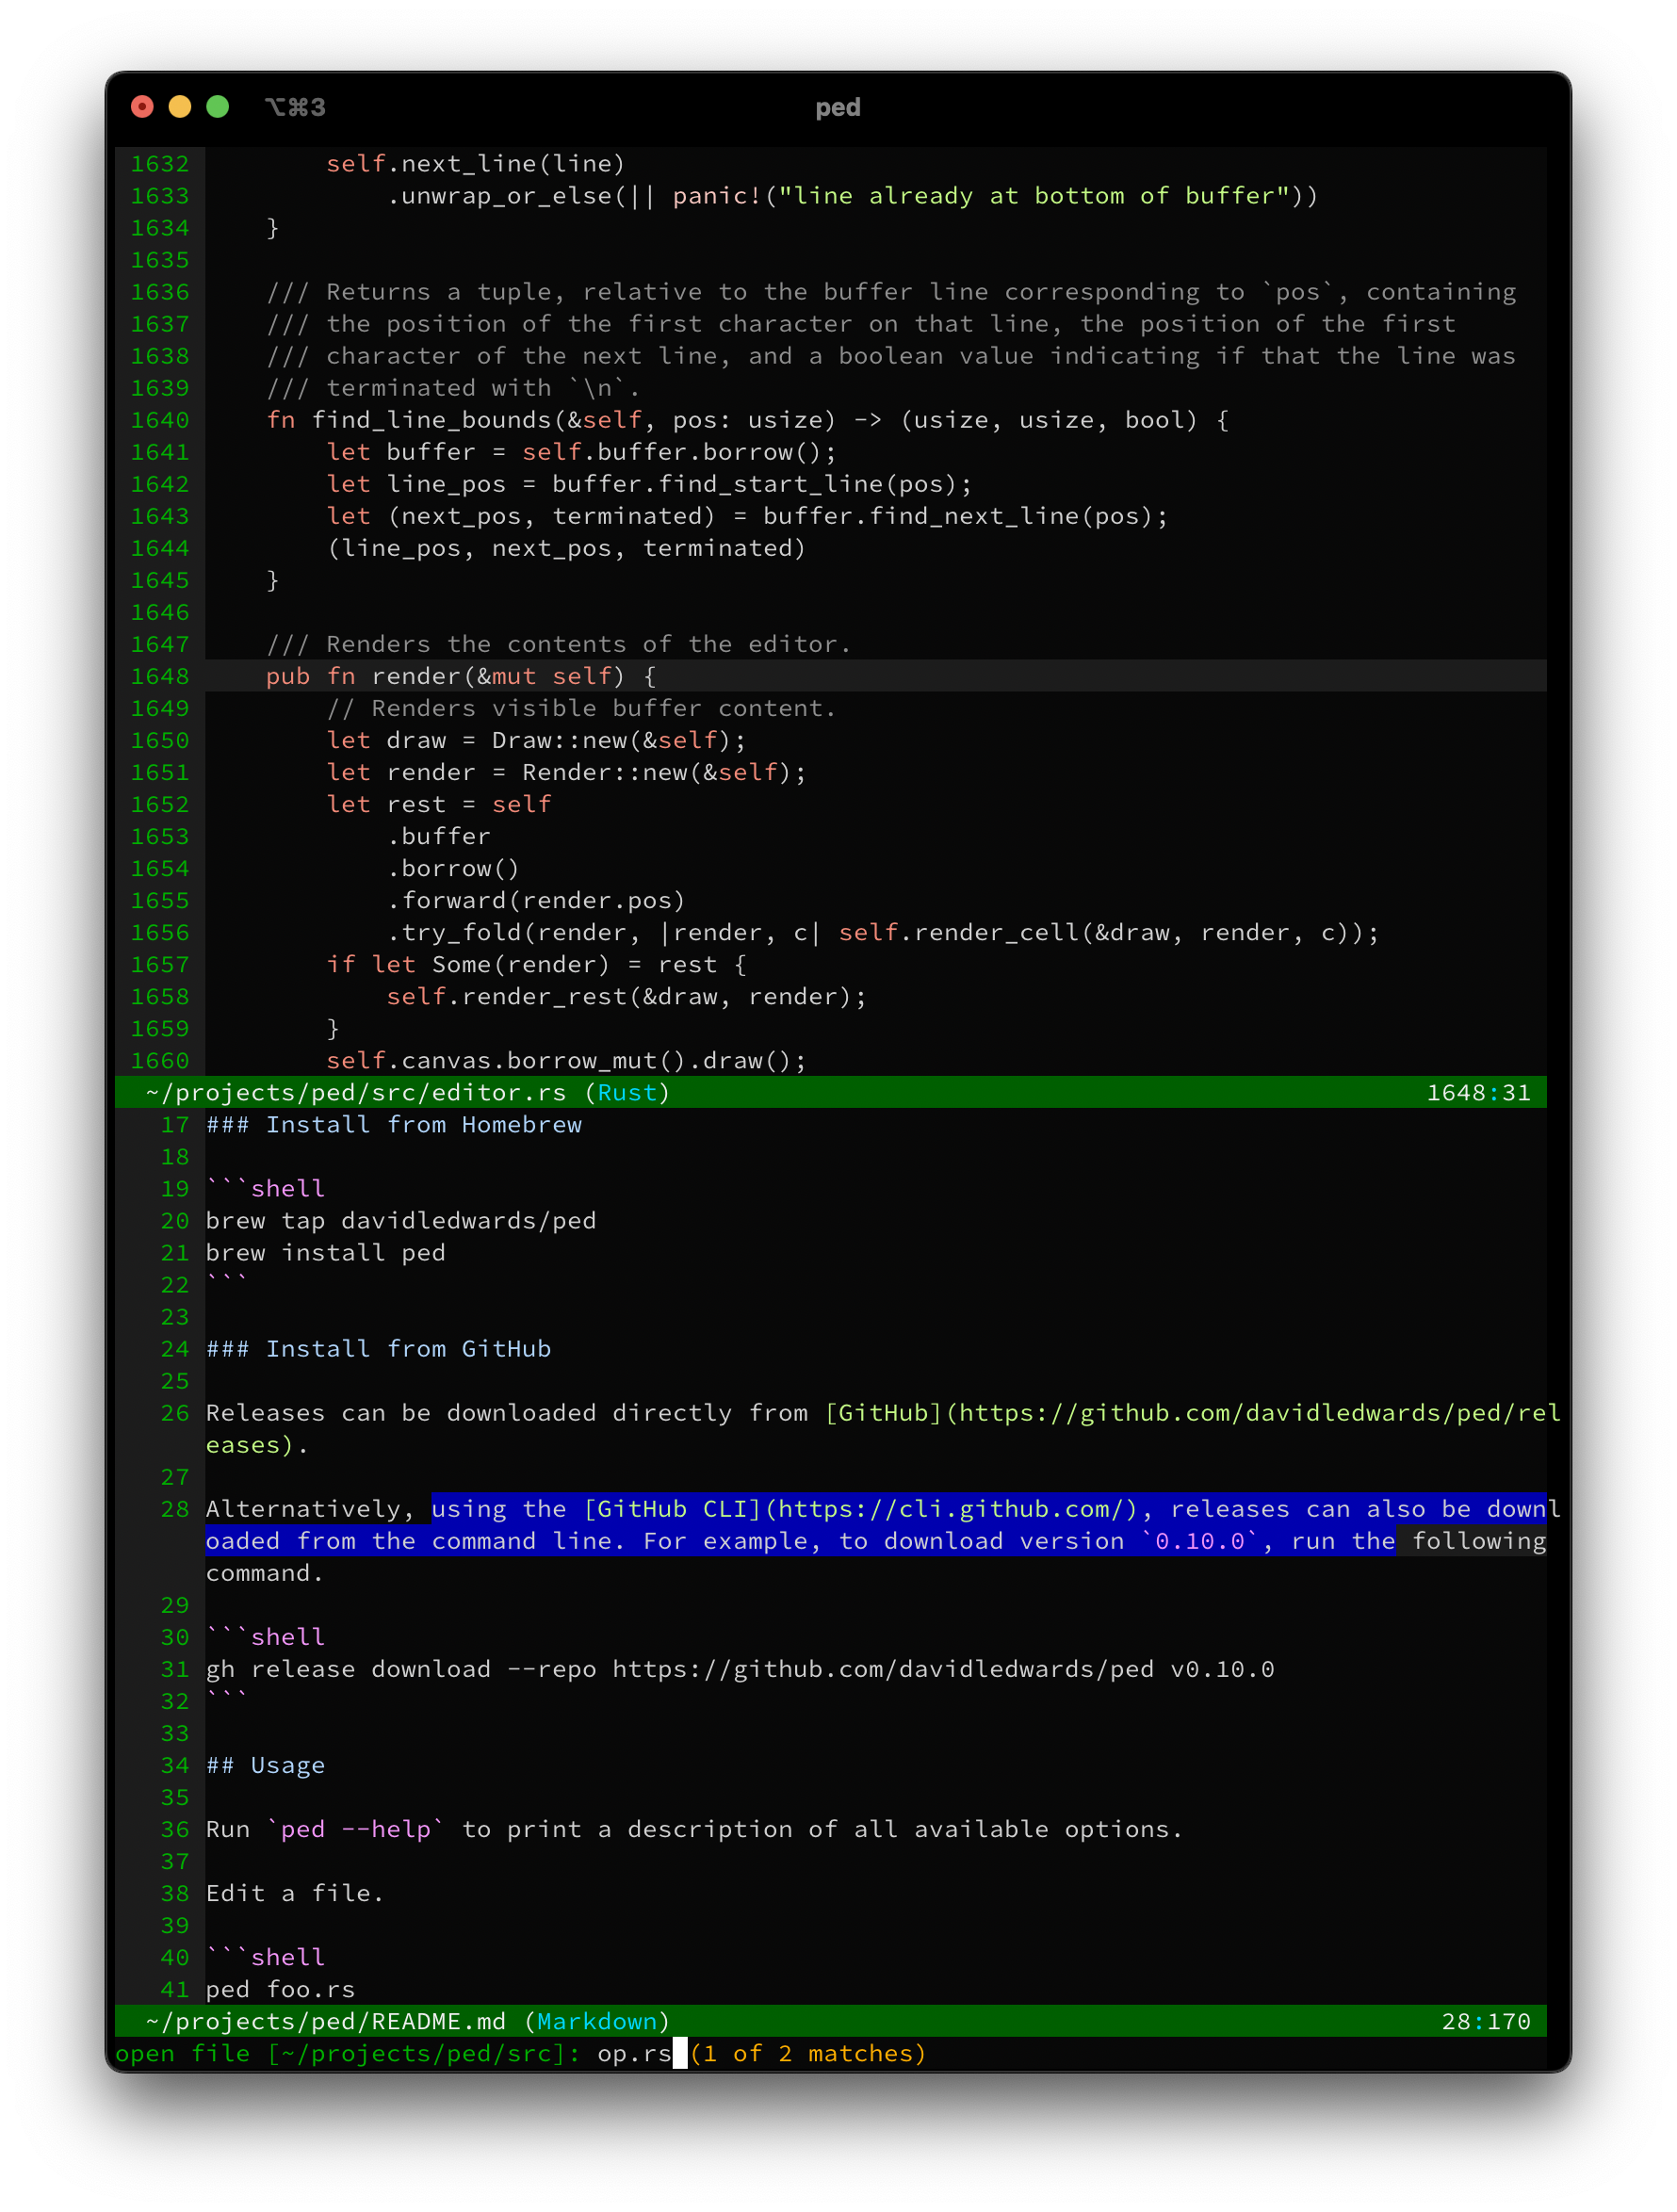 ⌥⌘3 ped
1632 self.next_line(line)
1633 .unwrap_or_else(|| panic!("line already at bottom of buffer"))
1634 }
1635
1636 /// Returns a tuple, relative to the buffer line corresponding to `pos`, containing
1637 /// the position of the first character on that line, the position of the first
1638 /// character of the next line, and a boolean value indicating if that the line was
1639 /// terminated with `\n`.
1640 fn find_line_bounds(&self, pos: usize) -> (usize, usize, bool) {
1641 let buffer = self.buffer.borrow();
1642 let line_pos = buffer.find_start_line(pos);
1643 let (next_pos, terminated) = buffer.find_next_line(pos);
1644 (line_pos, next_pos, terminated)
1645 }
1646
1647 /// Renders the contents of the editor.
1648 pub fn render(&mut self) {
1649 // Renders visible buffer content.
1650 let draw = Draw::new(&self);
1651 let render = Render::new(&self);
1652 let rest = self
1653 .buffer
1654 .borrow()
1655 .forward(render.pos)
1656 .try_fold(render, |render, c| self.render_cell(&draw, render, c));
1657 if let Some(render) = rest {
1658 self.render_rest(&draw, render);
1659 }
1660 self.canvas.borrow_mut().draw();
~/projects/ped/src/editor.rs (Rust) 1648:31
17 ### Install from Homebrew
18
19 ```shell
20 brew tap davidledwards/ped
21 brew install ped
22 ```
23
24 ### Install from GitHub
25
26 Releases can be downloaded directly from [GitHub](https://github.com/davidledwards/ped/rel
eases).
27
28 Alternatively, using the [GitHub CLI](https://cli.github.com/), releases can also be downl
oaded from the command line. For example, to download version `0.10.0`, run the following
command.
29
30 ```shell
31 gh release download --repo https://github.com/davidledwards/ped v0.10.0
32 ```
33
34 ## Usage
35
36 Run `ped --help` to print a description of all available options.
37
38 Edit a file.
39
40 ```shell
41 ped foo.rs
~/projects/ped/README.md (Markdown) 28:170
open file [~/projects/ped/src]: op.rs (1 of 2 matches)